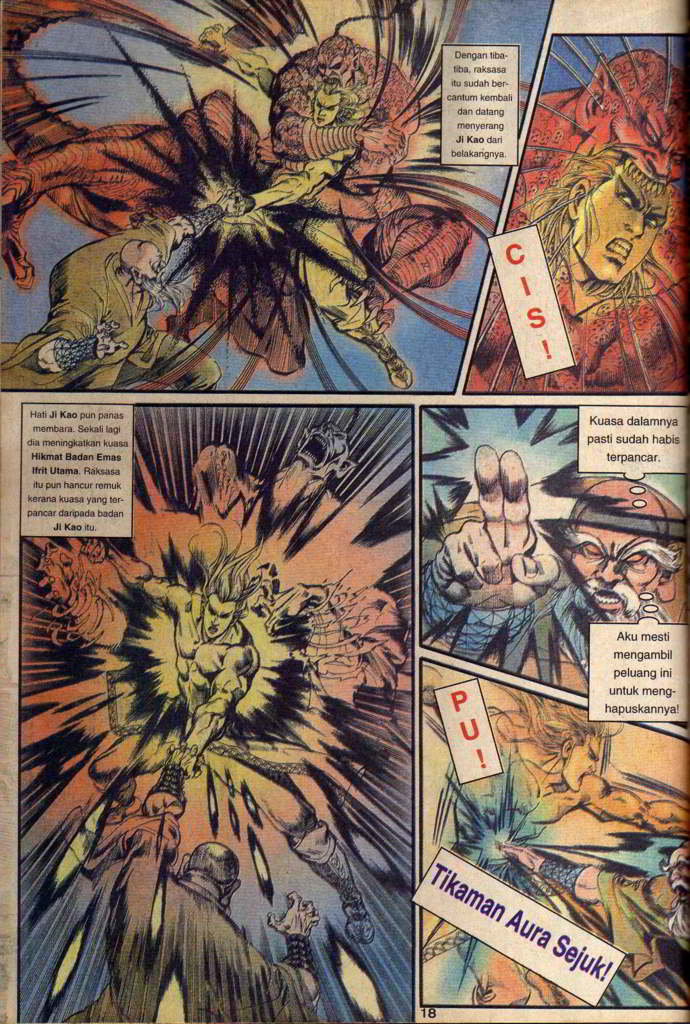 Dengan tiba-
tiba, raksasa
itu sudah ber-
cantum kembali
dan datang
menyerang
Ji Kao dari
belakangnya.
CIS!
Hati Ji Kao pun panas
membara. Sekali lagi
dia meningkatkan kuasa
Hikmat Badan Emas
Ifrit Utama. Raksasa
itu pun hancur remuk
kerana kuasa yang ter-
pancar daripada badan
Ji Kao itu.
Kuasa dalamnya
pasti sudah habis
terpancar.
Aku mesti
mengambil
peluang ini
untuk meng-
hapuskannya!
PU!
Tikaman Aura Sejuk!
18